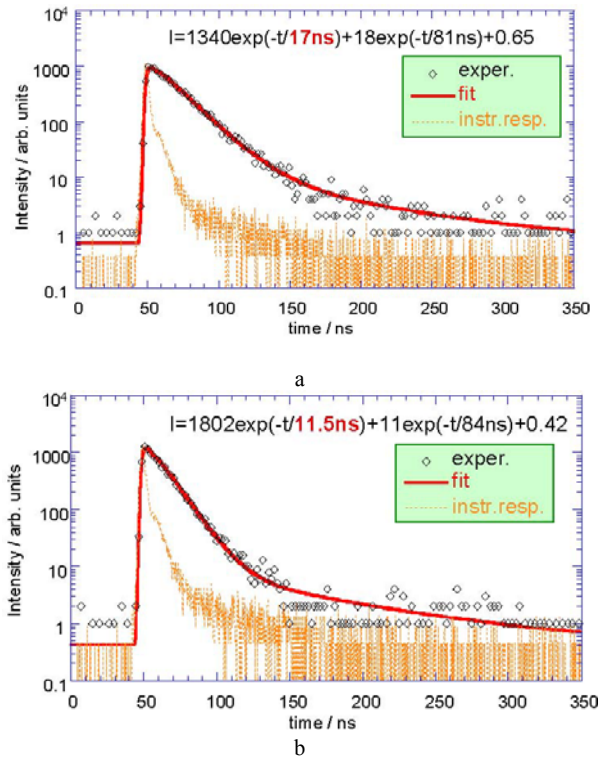 I=1340exp(-t/17ns)+18exp(-t/81ns)+0.65
10⁴
1000
100
10
1
0.1
Intensity / arb. units
exper.
fit
instr.resp.
0 50 100 150 200 250 300 350
time / ns
a
I=1802exp(-t/11.5ns)+11exp(-t/84ns)+0.42
10⁴
1000
100
10
1
0.1
Intensity / arb. units
exper.
fit
instr.resp.
0 50 100 150 200 250 300 350
time / ns
b